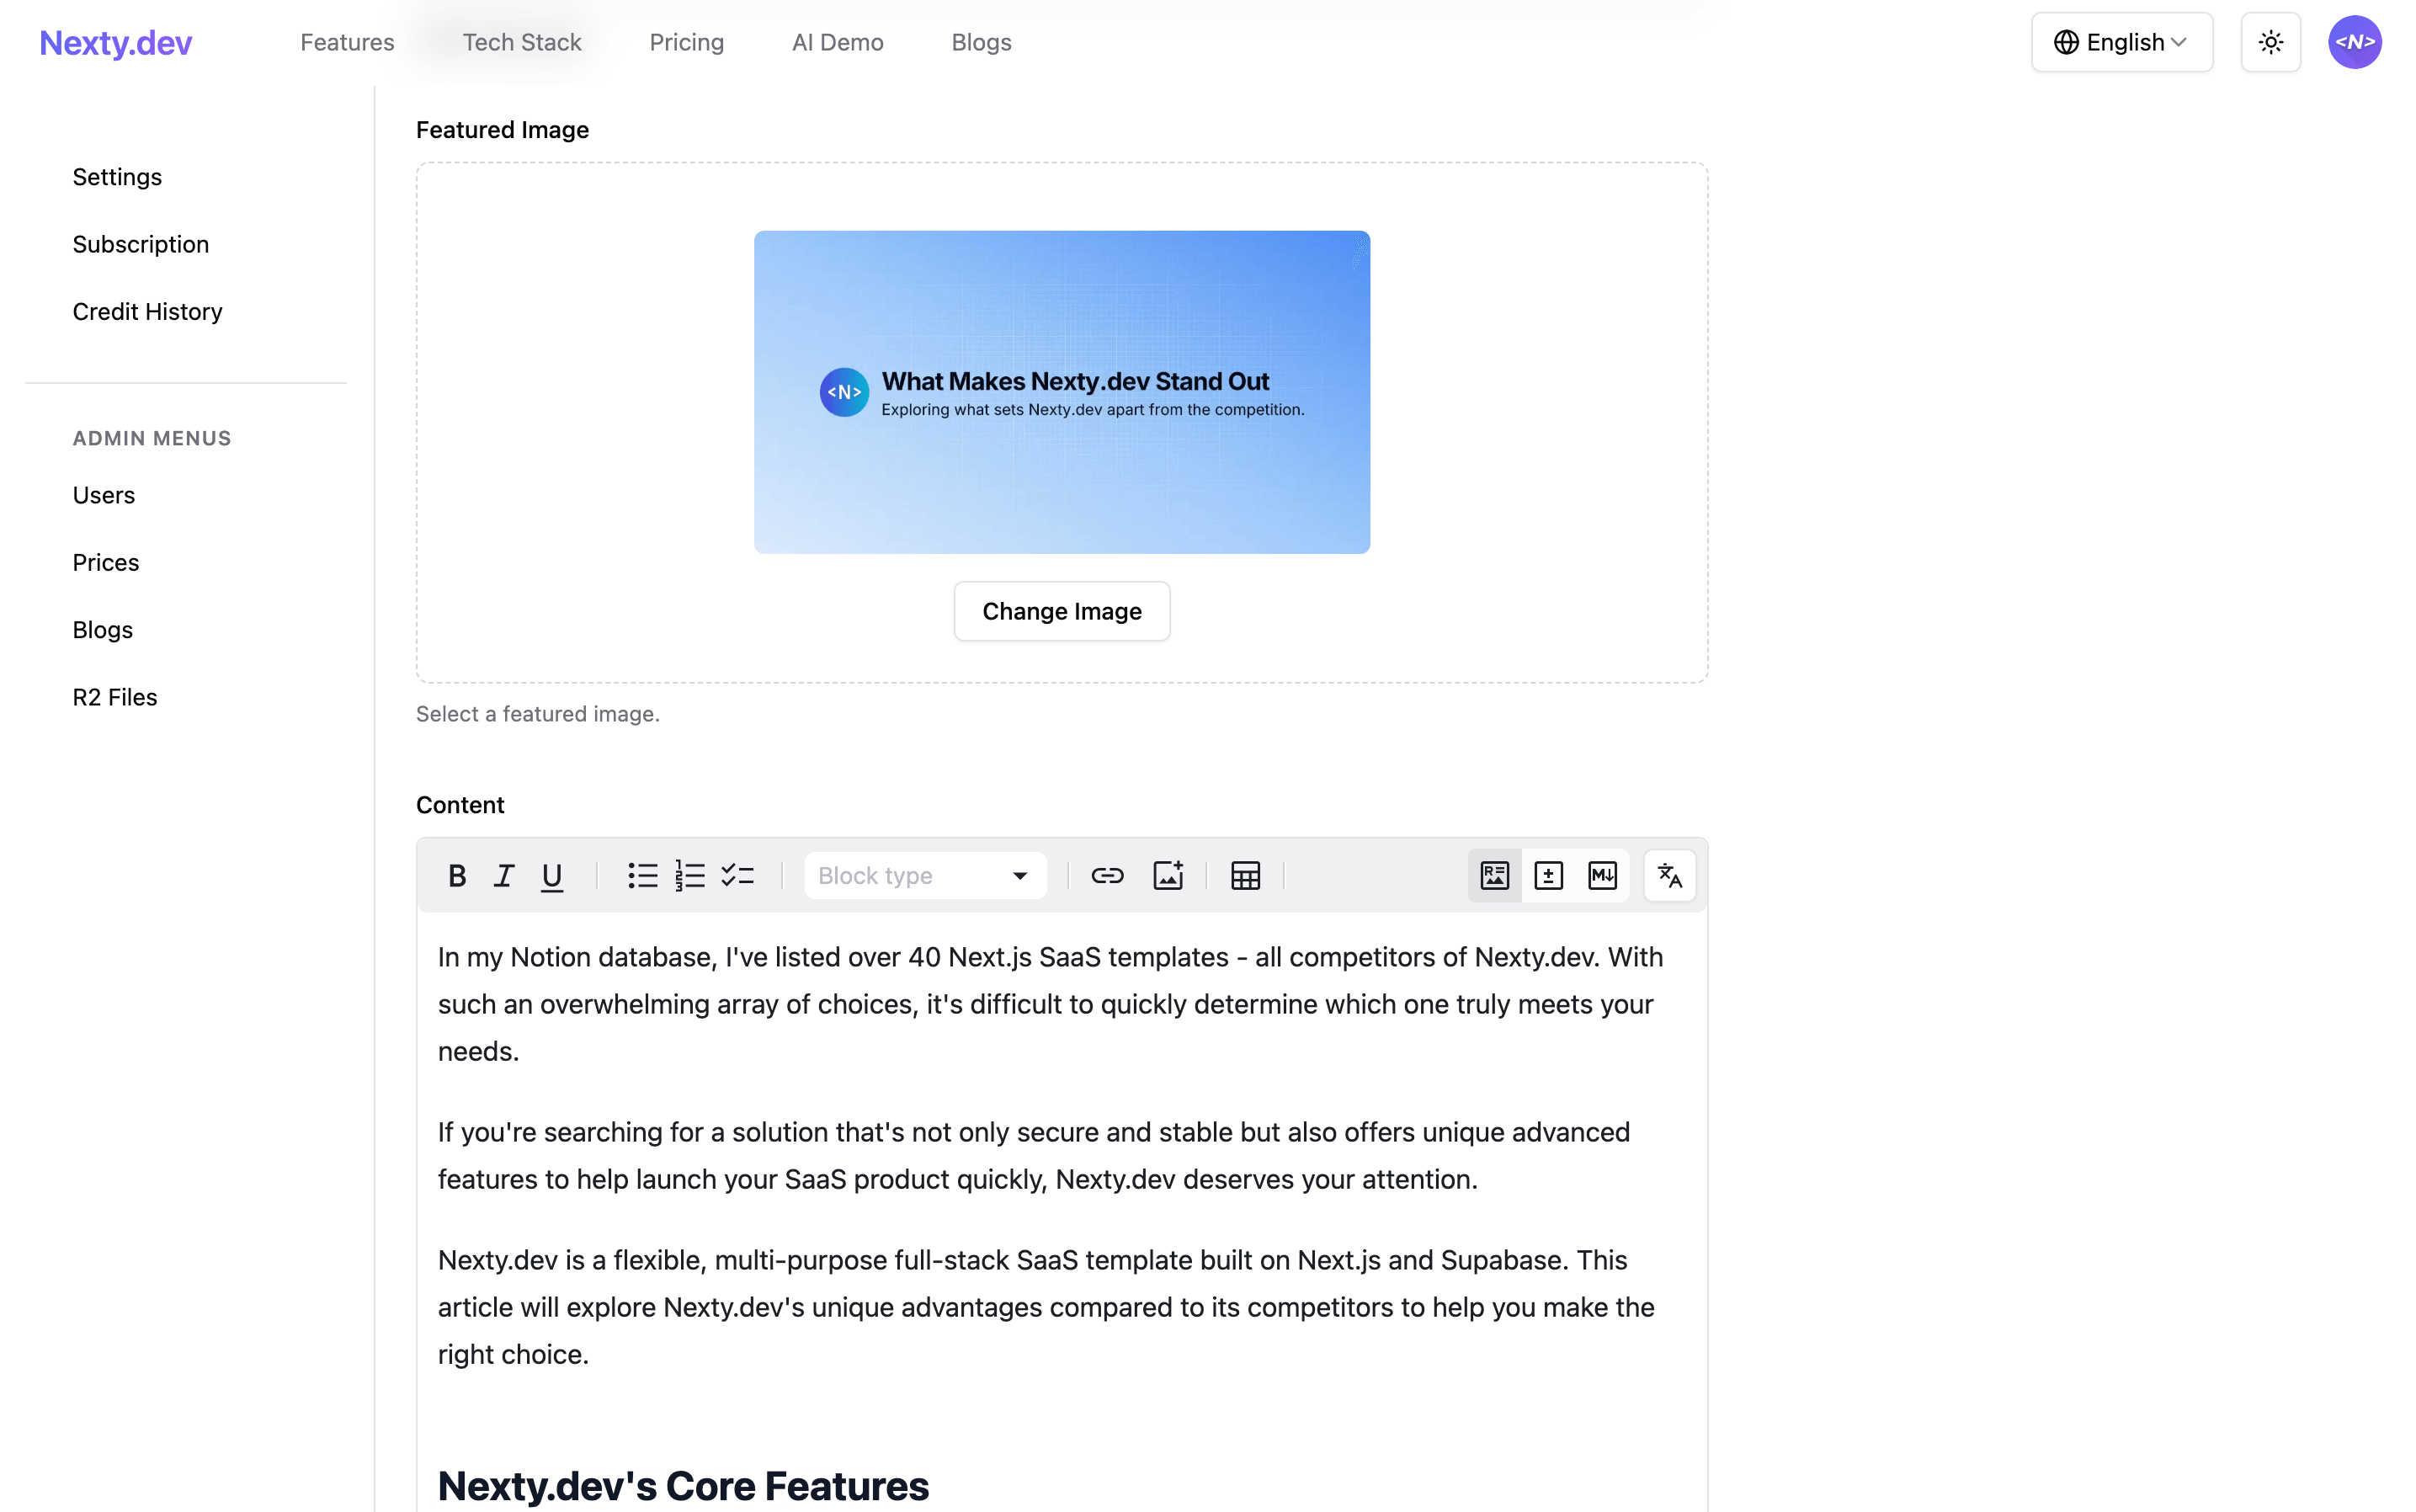 Nexty.dev
Features
Tech Stack
Pricing
AI Demo
Blogs
English
<N>
Settings
Subscription
Credit History
ADMIN MENUS
Users
Prices
Blogs
R2 Files
Featured Image
<N>
What Makes Nexty.dev Stand Out
Exploring what sets Nexty.dev apart from the competition.
Change Image
Select a featured image.
Content
B I U
Block type
In my Notion database, I've listed over 40 Next.js SaaS templates - all competitors of Nexty.dev. With
such an overwhelming array of choices, it's difficult to quickly determine which one truly meets your
needs.
If you're searching for a solution that's not only secure and stable but also offers unique advanced
features to help launch your SaaS product quickly, Nexty.dev deserves your attention.
Nexty.dev is a flexible, multi-purpose full-stack SaaS template built on Next.js and Supabase. This
article will explore Nexty.dev's unique advantages compared to its competitors to help you make the
right choice.
Nexty.dev's Core Features